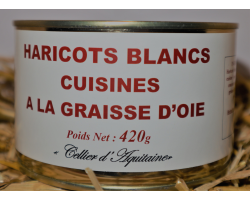 HARICOTS BLANCS
CUISINES
A LA GRAISSE D'OIE
Poids Net : 420g
« Cellier d'Aquitaine»